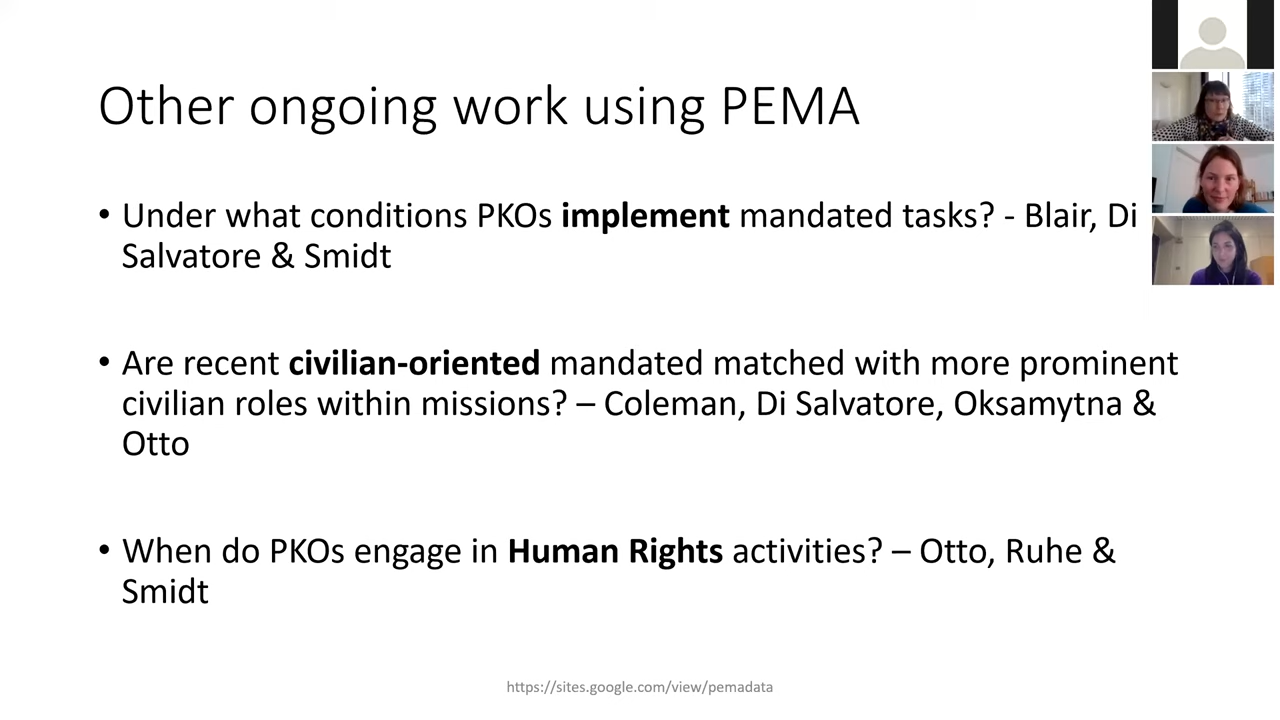 Other ongoing work using PEMA
• Under what conditions PKOs implement mandated tasks? - Blair, Di
Salvatore & Smidt
• Are recent civilian-oriented mandated matched with more prominent
civilian roles within missions? – Coleman, Di Salvatore, Oksamytna &
Otto
• When do PKOs engage in Human Rights activities? – Otto, Ruhe &
Smidt
https://sites.google.com/view/pemadata